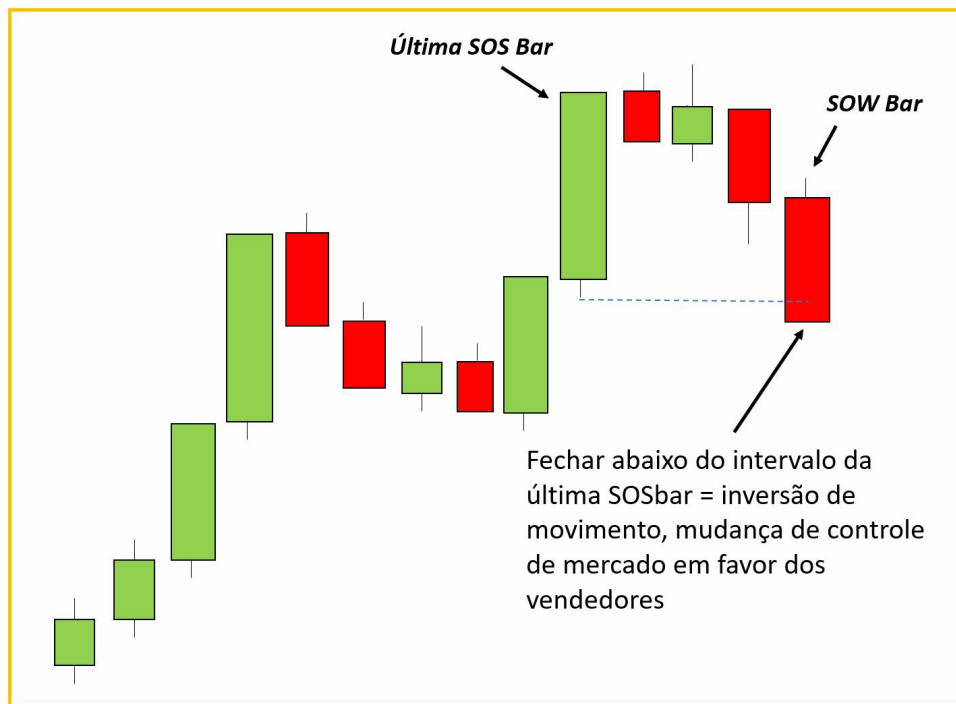 Última SOS Bar
SOW Bar
Fechar abaixo do intervalo da
última SOSbar = inversão de
movimento, mudança de controle
de mercado em favor dos
vendedores